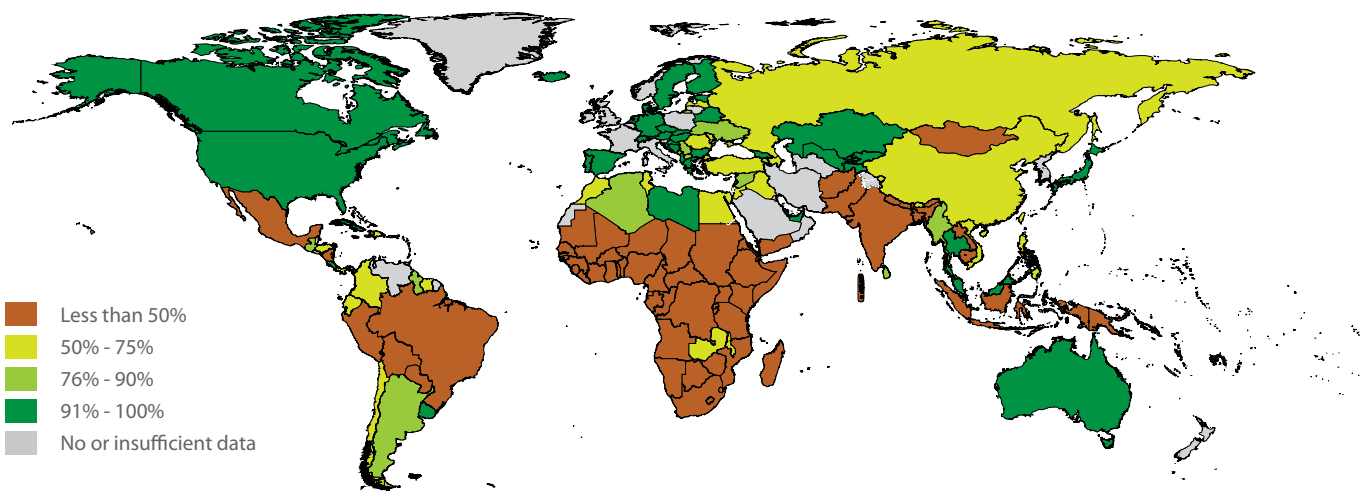 Less than 50%
50% - 75%
76% - 90%
91% - 100%
No or insufficient data